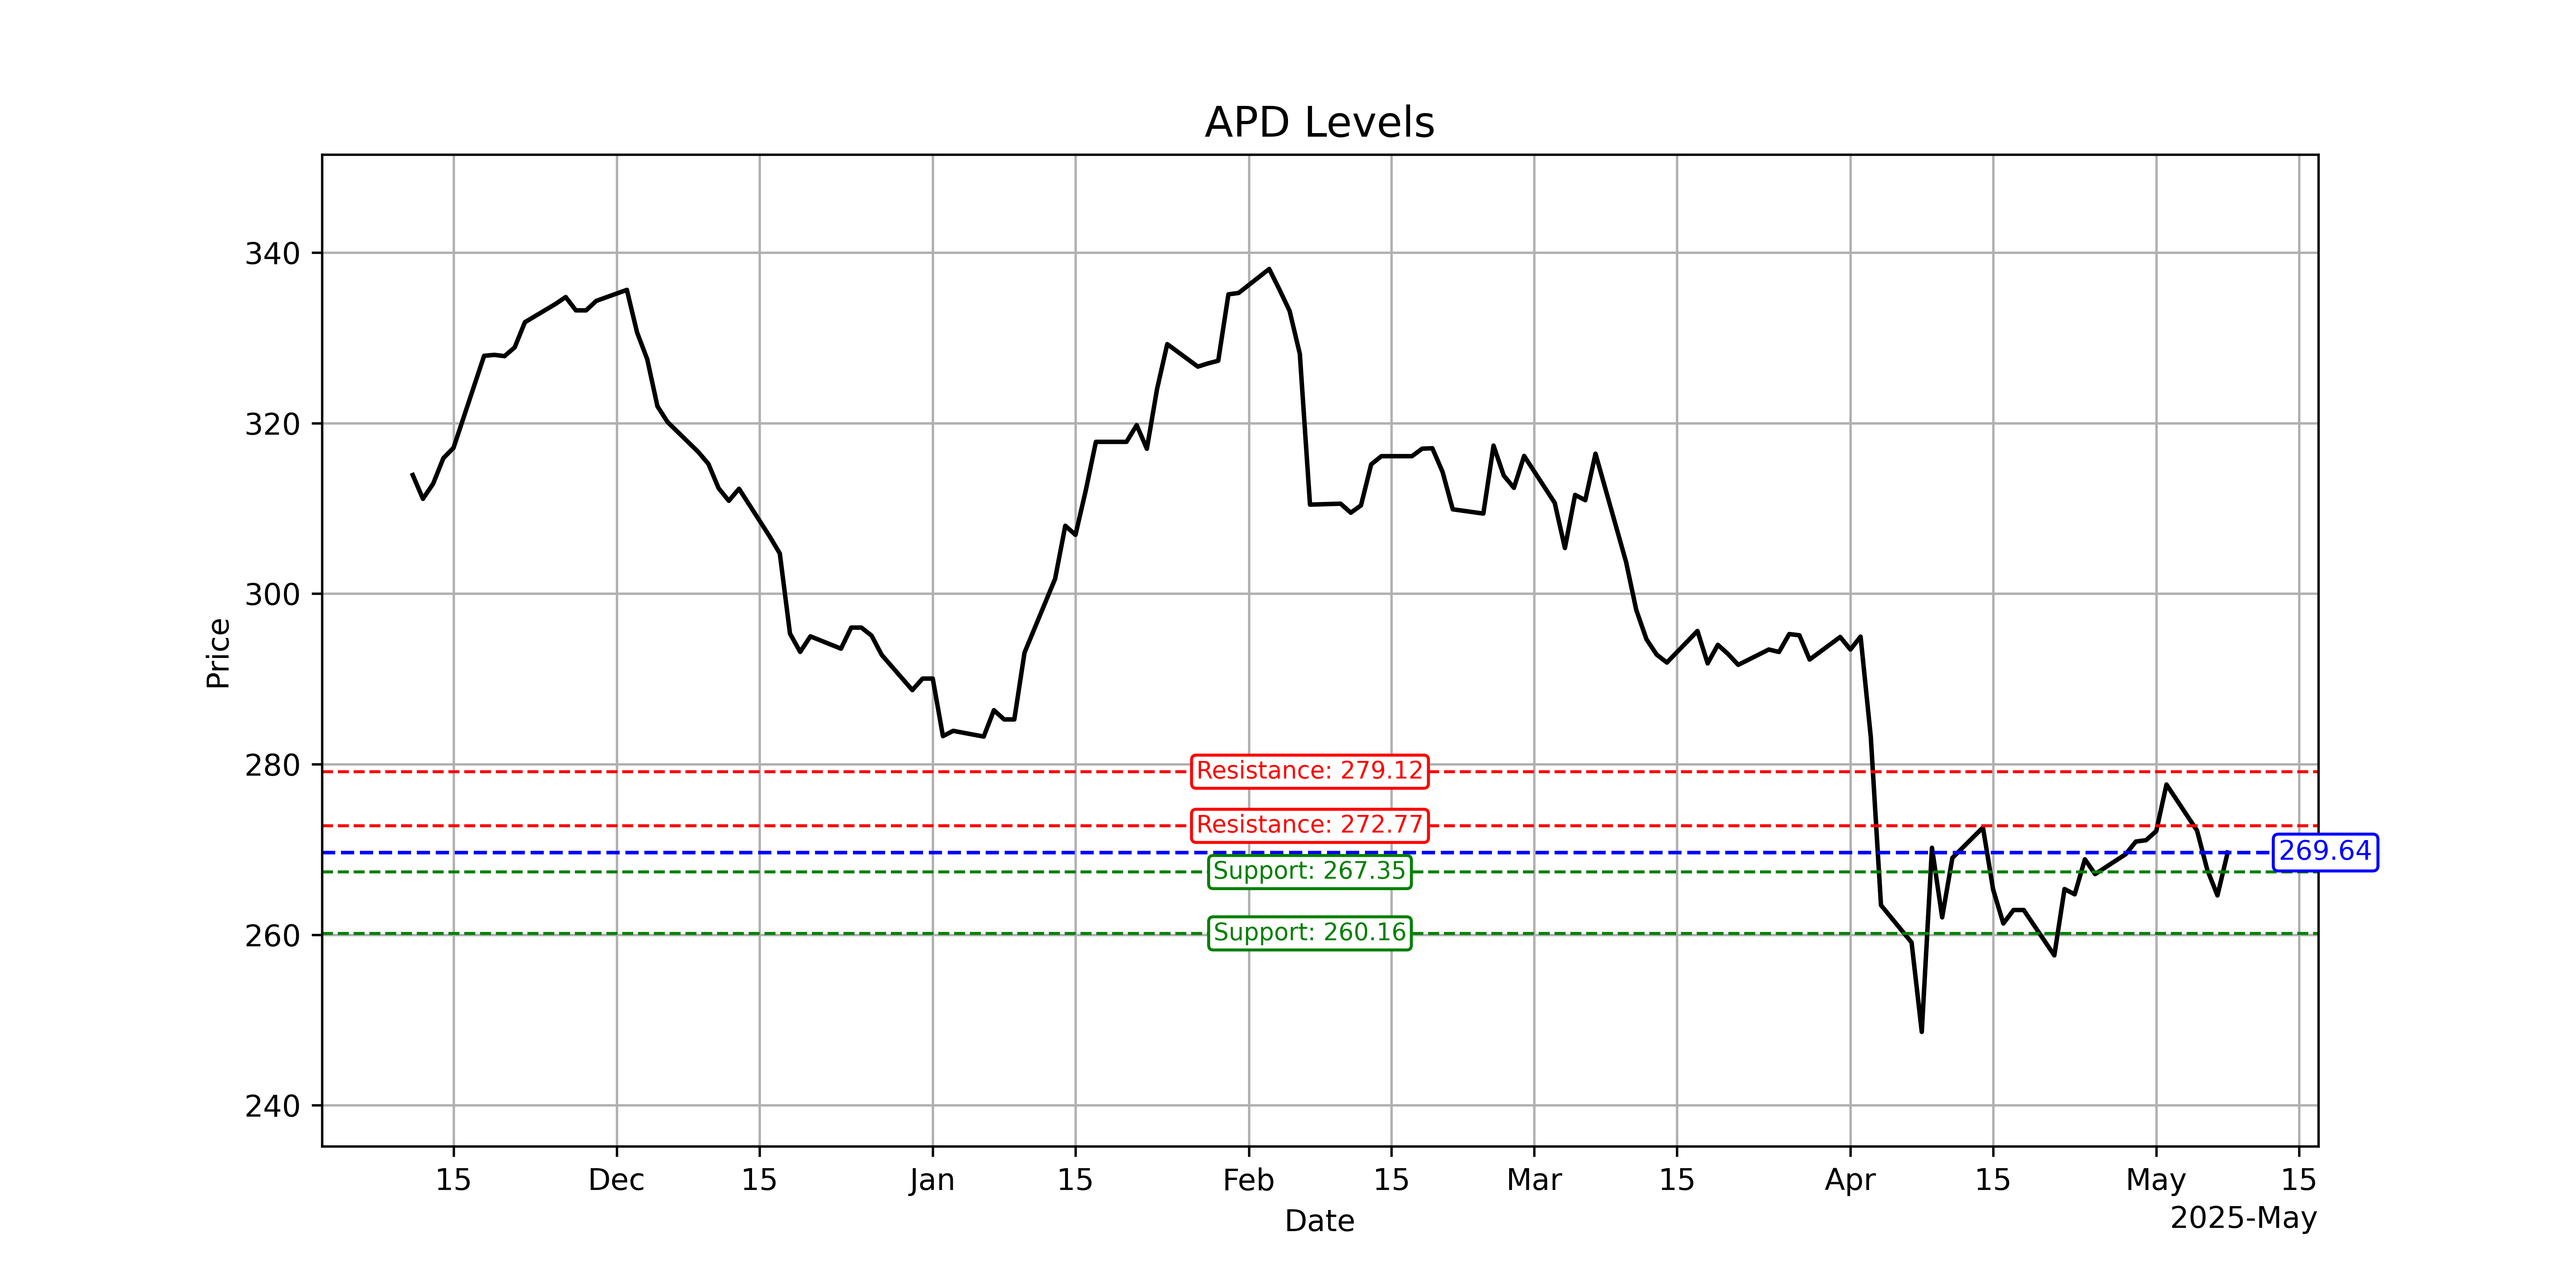 APD Levels
340
320
300
280
260
240
Price
Resistance: 279.12
Resistance: 272.77
269.64
Support: 267.35
Support: 260.16
15 Dec 15 Jan 15 Feb 15 Mar 15 Apr 15 May 15
Date
2025-May